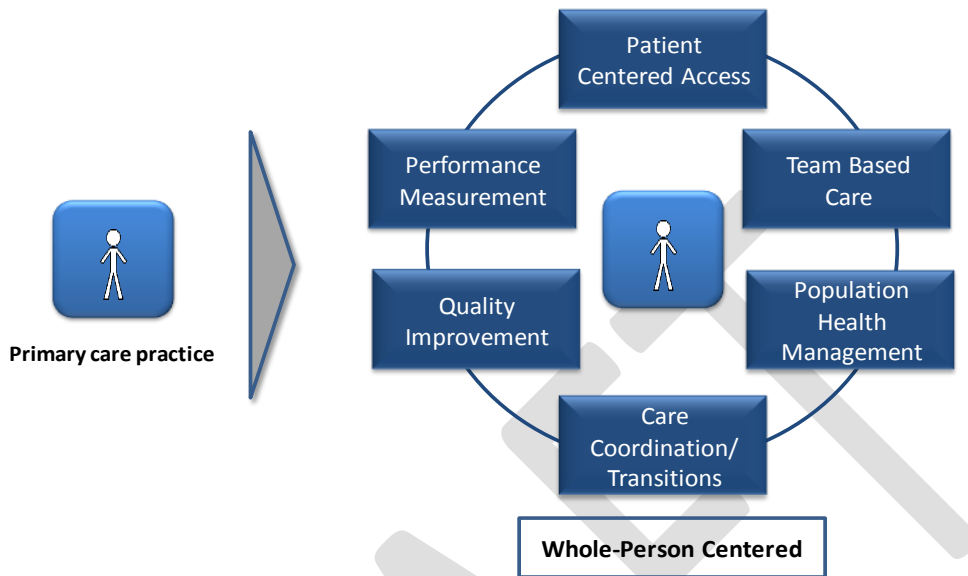 Patient
Centered Access
Performance
Measurement
Team Based
Care
Primary care practice
Quality
Improvement
Population
Health
Management
Care
Coordination/
Transitions
Whole-Person Centered